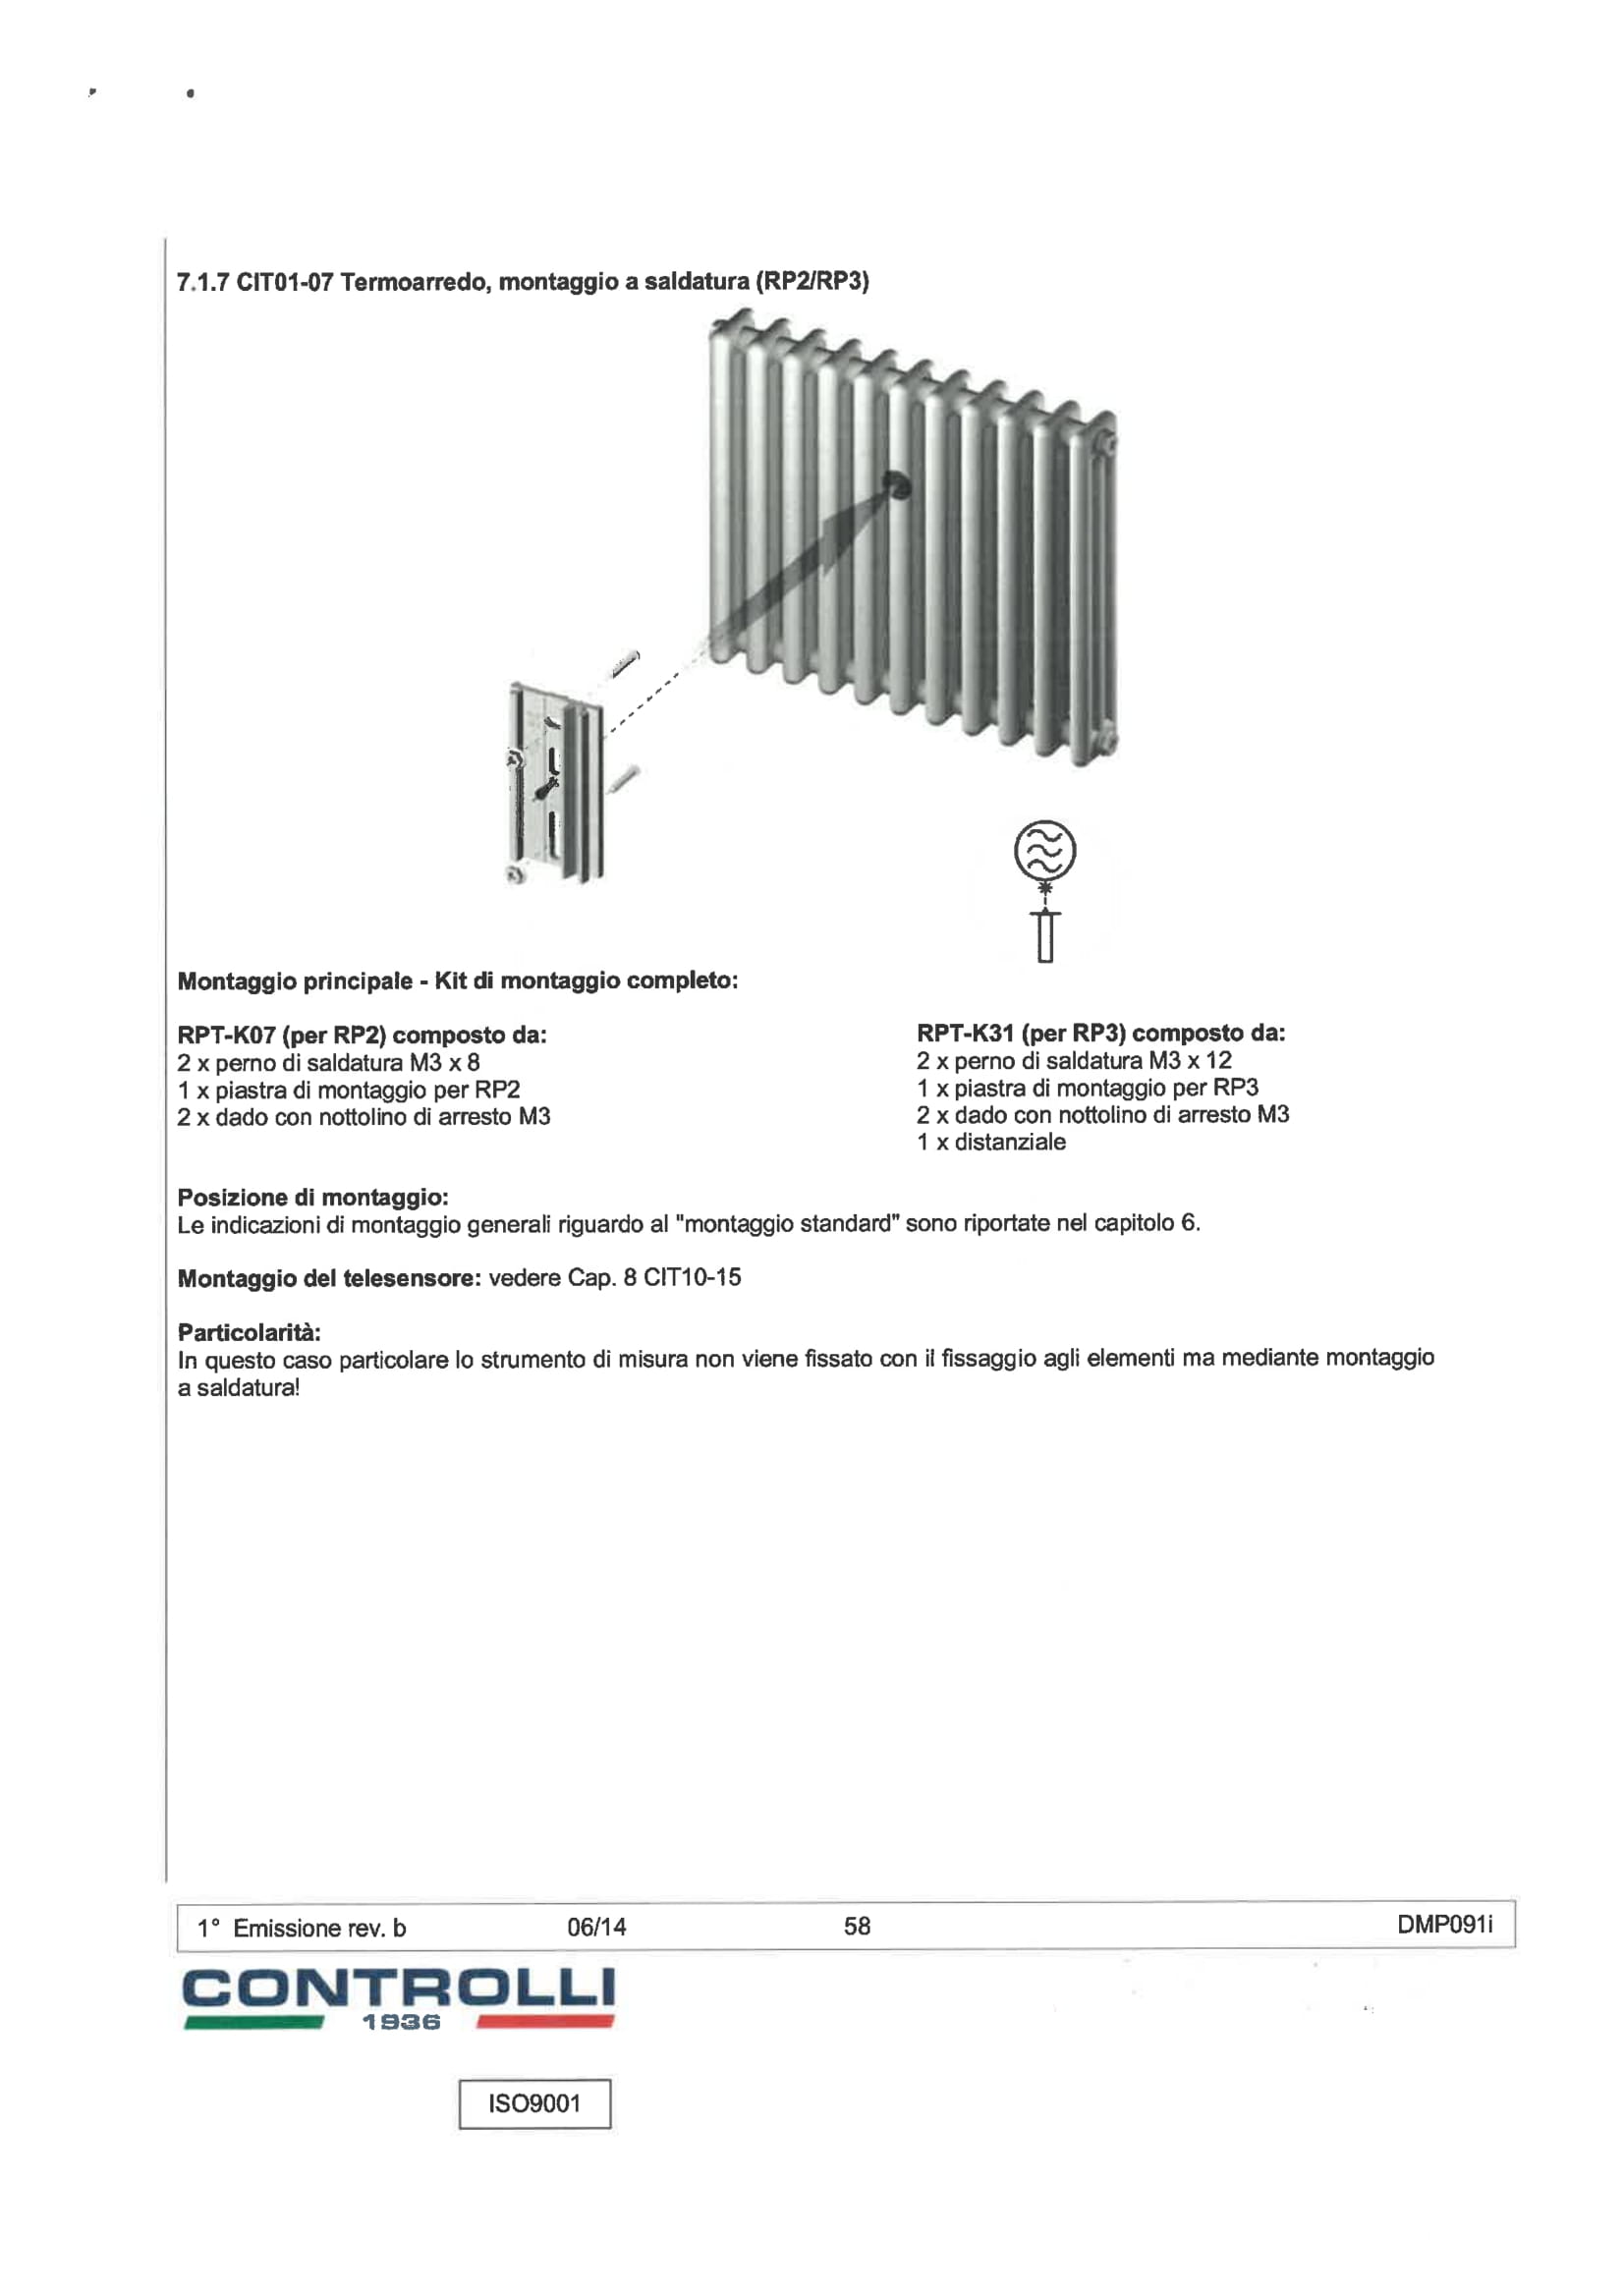 7.1.7 CIT01-07 Termoarredo, montaggio a saldatura (RP2/RP3)
Montaggio principale - Kit di montaggio completo:
RPT-K07 (per RP2) composto da:
2 x perno di saldatura M3 x 8
1 x piastra di montaggio per RP2
2 x dado con nottolino di arresto M3
RPT-K31 (per RP3) composto da:
2 x perno di saldatura M3 x 12
1 x piastra di montaggio per RP3
2 x dado con nottolino di arresto M3
1 x distanziale
Posizione di montaggio:
Le indicazioni di montaggio generali riguardo al "montaggio standard" sono riportate nel capitolo 6.
Montaggio del telesensore: vedere Cap. 8 CIT10-15
Particolarità:
In questo caso particolare lo strumento di misura non viene fissato con il fissaggio agli elementi ma mediante montaggio
a saldatura!
1° Emissione rev. b 06/14 58 DMP091i
CONTROLLI
1936
ISO9001